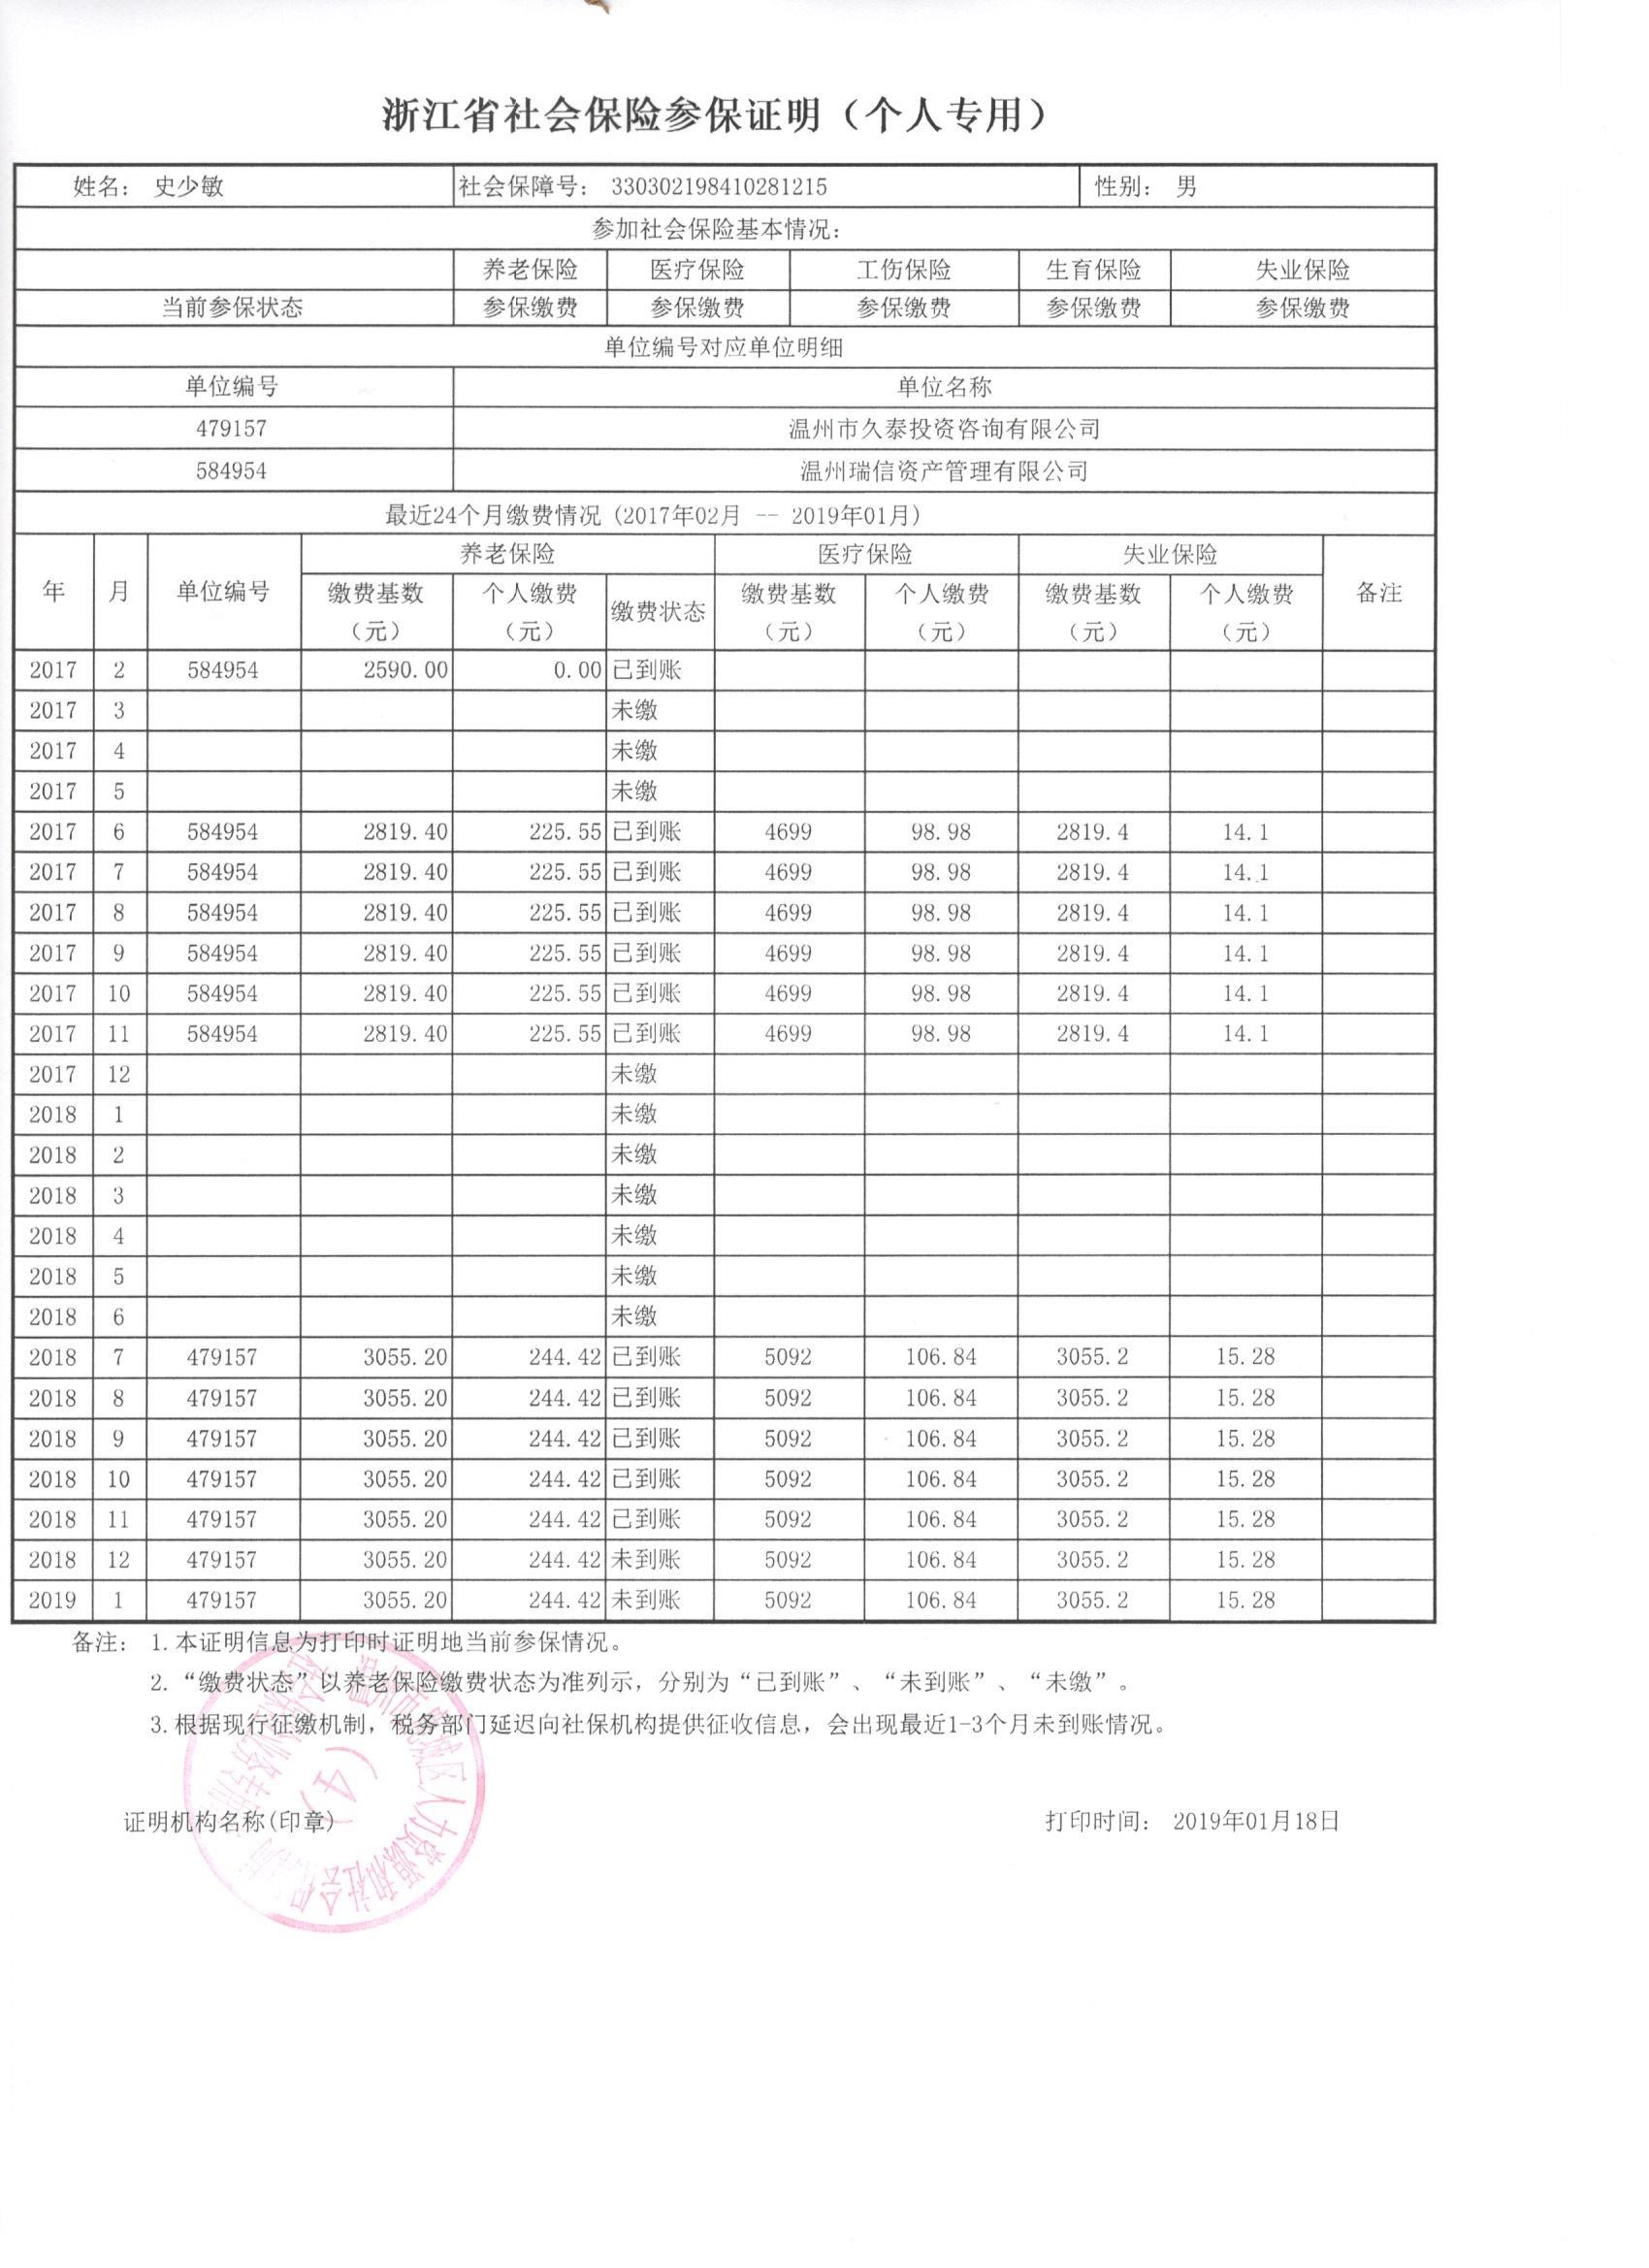 浙江省社会保险参保证明（个人专用）
姓名： 史少敏 社会保障号： 330302198410281215 性别： 男
参加社会保险基本情况：
养老保险 医疗保险 工伤保险 生育保险 失业保险
当前参保状态 参保缴费 参保缴费 参保缴费 参保缴费 参保缴费
单位编号对应单位明细
单位编号 单位名称
479157 温州市久泰投资咨询有限公司
584954 温州瑞信资产管理有限公司
最近24个月缴费情况 (2017年02月 -- 2019年01月)
年 月 单位编号 养老保险 医疗保险 失业保险 备注
缴费基数（元） 个人缴费（元） 缴费状态 缴费基数（元） 个人缴费（元） 缴费基数（元） 个人缴费（元）
2017 2 584954 2590.00 0.00 已到账
2017 3 未缴
2017 4 未缴
2017 5 未缴
2017 6 584954 2819.40 225.55 已到账 4699 98.98 2819.4 14.1
2017 7 584954 2819.40 225.55 已到账 4699 98.98 2819.4 14.1
2017 8 584954 2819.40 225.55 已到账 4699 98.98 2819.4 14.1
2017 9 584954 2819.40 225.55 已到账 4699 98.98 2819.4 14.1
2017 10 584954 2819.40 225.55 已到账 4699 98.98 2819.4 14.1
2017 11 584954 2819.40 225.55 已到账 4699 98.98 2819.4 14.1
2017 12 未缴
2018 1 未缴
2018 2 未缴
2018 3 未缴
2018 4 未缴
2018 5 未缴
2018 6 未缴
2018 7 479157 3055.20 244.42 已到账 5092 106.84 3055.2 15.28
2018 8 479157 3055.20 244.42 已到账 5092 106.84 3055.2 15.28
2018 9 479157 3055.20 244.42 已到账 5092 106.84 3055.2 15.28
2018 10 479157 3055.20 244.42 已到账 5092 106.84 3055.2 15.28
2018 11 479157 3055.20 244.42 已到账 5092 106.84 3055.2 15.28
2018 12 479157 3055.20 244.42 未到账 5092 106.84 3055.2 15.28
2019 1 479157 3055.20 244.42 未到账 5092 106.84 3055.2 15.28
备注： 1.本证明信息为打印时证明地当前参保情况。
2.“缴费状态”以养老保险缴费状态为准列示，分别为“已到账”、“未到账”、“未缴”。
3.根据现行征缴机制，税务部门延迟向社保机构提供征收信息，会出现最近1-3个月未到账情况。
证明机构名称(印章) 打印时间： 2019年01月18日
区人力资源和社会
(4)